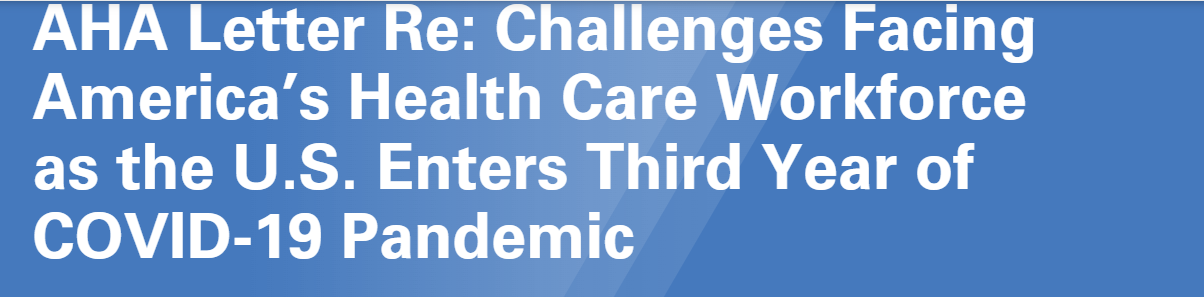 AHA Letter Re: Challenges Facing
America’s Health Care Workforce
as the U.S. Enters Third Year of
COVID-19 Pandemic